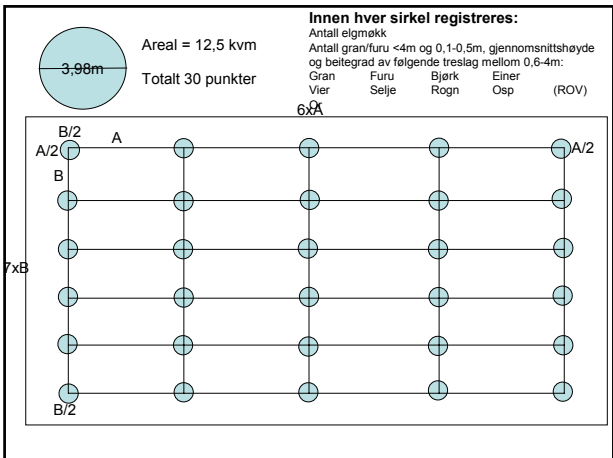 Innen hver sirkel registreres:
Antall elgmøkk
Antall gran/furu <4m og 0,1-0,5m, gjennomsnittshøyde
og beitegrad av følgende treslag mellom 0,6-4m:
Gran Furu Bjørk Einer
Vier Selje Rogn Osp (ROV)
Or
3,98m
Areal = 12,5 kvm
Totalt 30 punkter
6xA
B/2
A/2 A A/2
B
7xB
B/2